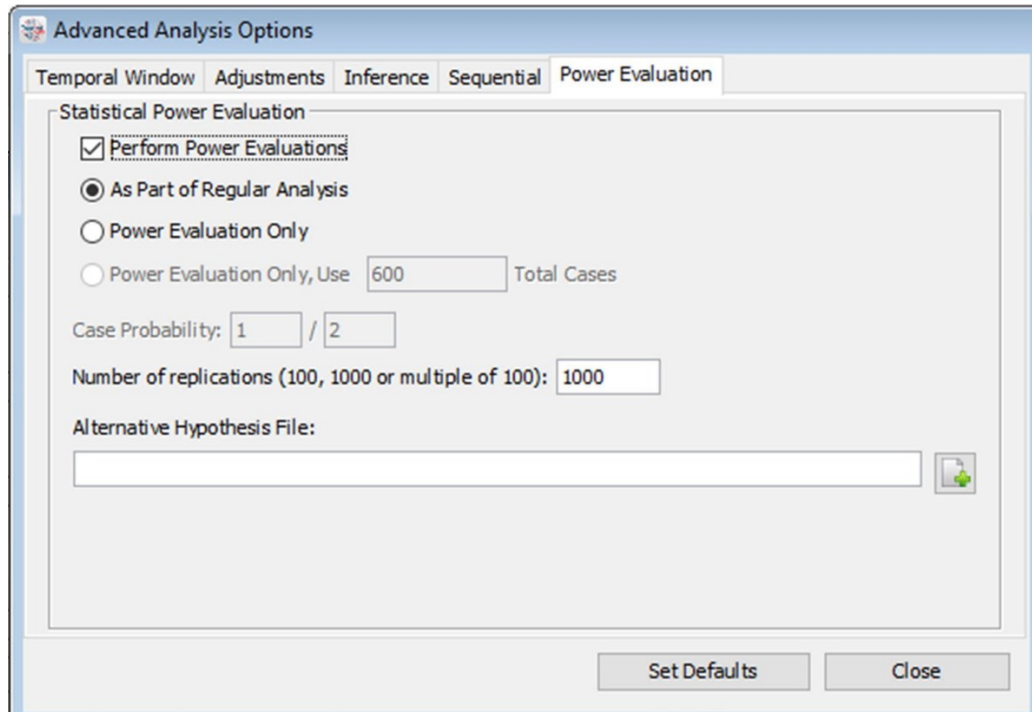 Advanced Analysis Options
Temporal Window Adjustments Inference Sequential Power Evaluation
Statistical Power Evaluation
Perform Power Evaluations
As Part of Regular Analysis
Power Evaluation Only
Power Evaluation Only, Use 600 Total Cases
Case Probability: 1 / 2
Number of replications (100, 1000 or multiple of 100): 1000
Alternative Hypothesis File:
Set Defaults Close